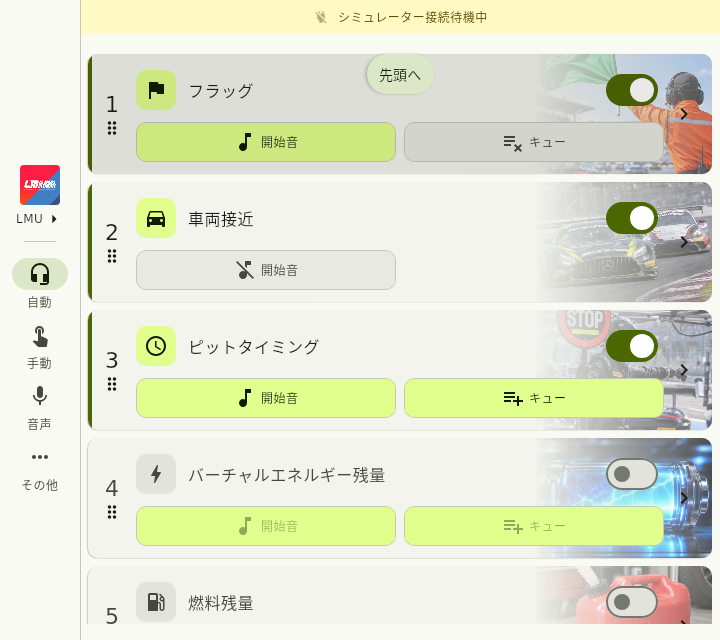 シミュレーター接続待機中
先頭へ
LMU
自動
手動
音声
その他
1
フラッグ
開始音
キュー
2
車両接近
開始音
3
ピットタイミング
開始音
キュー
STOP
4
バーチャルエネルギー残量
開始音
キュー
5
燃料残量